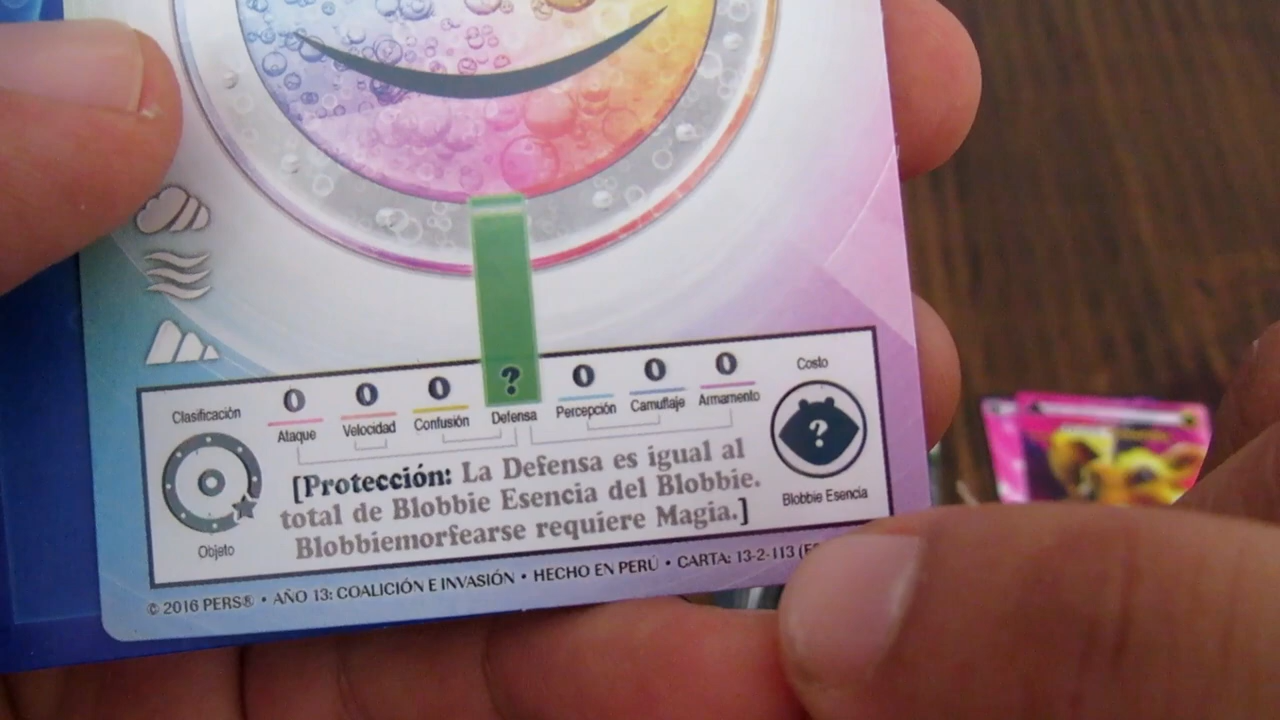 Clasificación
0
0
0
?
0
0
0
Costo
Ataque
Velocidad
Confusión
Defensa
Percepción
Camuflaje
Armamento
?
[Protección: La Defensa es igual al
total de Blobbie Esencia del Blobbie.
Blobbiemorfearse requiere Magia.]
Objeto
Blobbie Esencia
© 2016 PERS® • AÑO 13: COALICIÓN E INVASIÓN • HECHO EN PERÚ • CARTA: 13-2-113